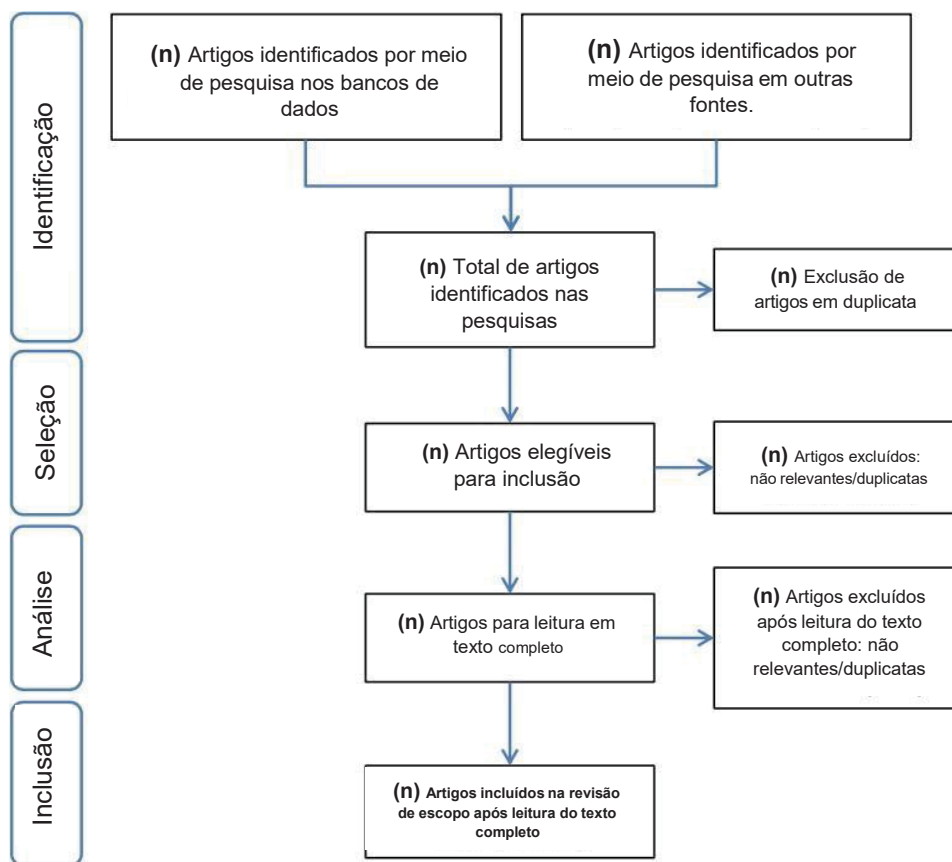 Identificação
(n) Artigos identificados por meio
de pesquisa nos bancos de
dados
(n) Artigos identificados por
meio de pesquisa em outras
fontes.
(n) Total de artigos
identificados nas
pesquisas
(n) Exclusão de
artigos em duplicata
Seleção
(n) Artigos elegíveis
para inclusão
(n) Artigos excluídos:
não relevantes/duplicatas
Análise
(n) Artigos para leitura em
texto completo
(n) Artigos excluídos
após leitura do texto
completo: não
relevantes/duplicatas
Inclusão
(n) Artigos incluídos na revisão
de escopo após leitura do texto
completo